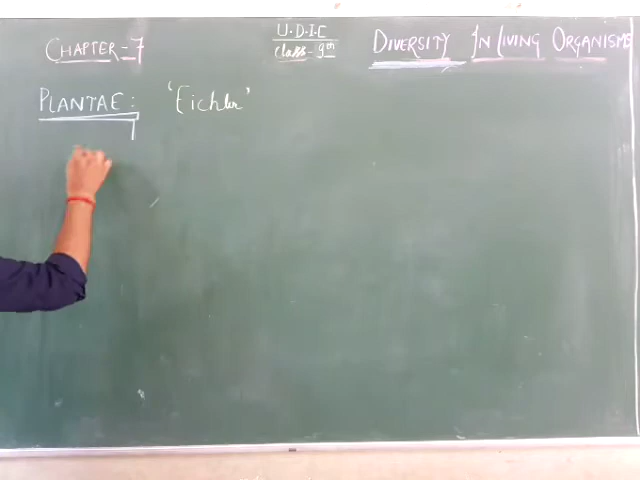 U.D.I.C
CHAPTER-7 Class-9th DIVERSITY IN LIVING ORGANISMS
PLANTAE: 'Eichler'